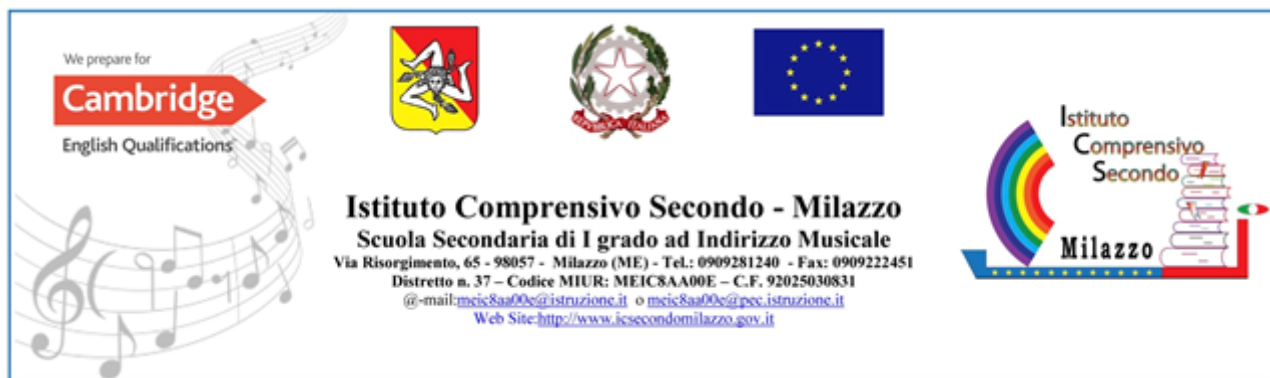 We prepare for
Cambridge
English Qualifications
REPVBBLICA ITALIANA
Istituto Comprensivo Secondo - Milazzo
Scuola Secondaria di I grado ad Indirizzo Musicale
Via Risorgimento, 65 - 98057 - Milazzo (ME) - Tel.: 0909281240 - Fax: 0909222451
Distretto n. 37 – Codice MIUR: MEIC8AA00E – C.F. 92025030831
@-mail:meic8aa00e@istruzione.it o meic8aa00e@pec.istruzione.it
Web Site:http://www.icsecondomilazzo.gov.it
Istituto
Comprensivo
Secondo
Milazzo